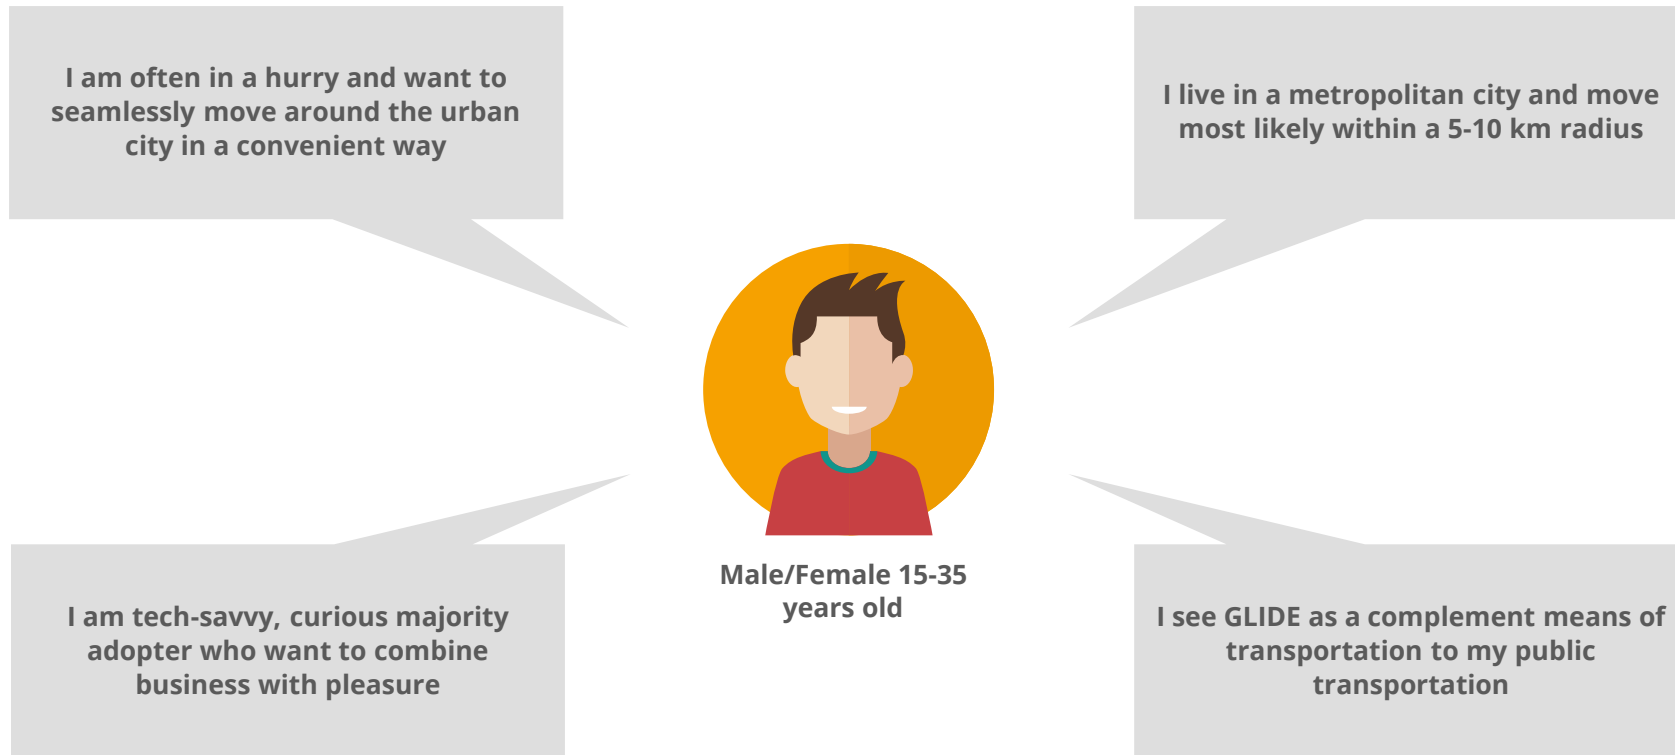 I am often in a hurry and want to
seamlessly move around the urban
city in a convenient way
I live in a metropolitan city and move
most likely within a 5-10 km radius
Male/Female 15-35
years old
I am tech-savvy, curious majority
adopter who want to combine
business with pleasure
I see GLIDE as a complement means of
transportation to my public
transportation